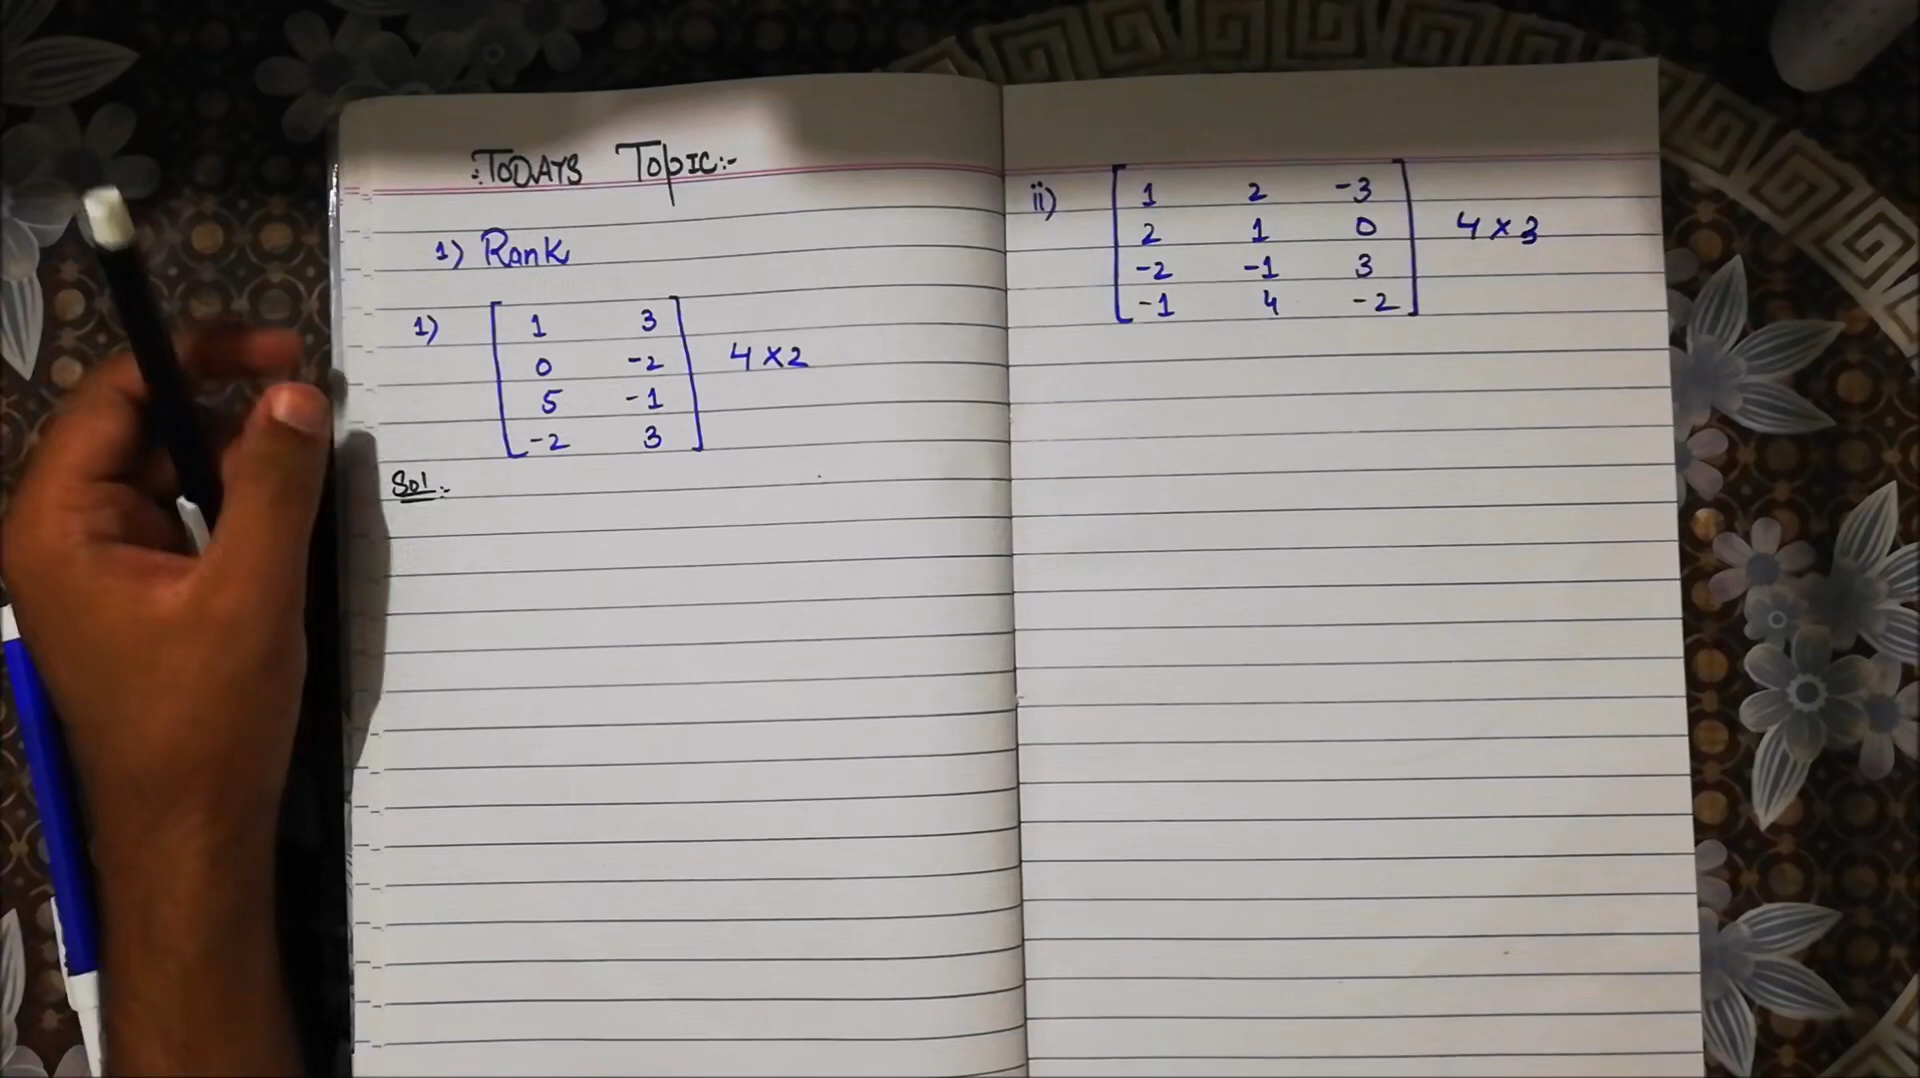 :TODAYS TOPIC:-
1) Rank
1)
1 3
0 -2
5 -1
-2 3
4 × 2
Sol:-
ii)
1 2 -3
2 1 0
-2 -1 3
-1 4 -2
4 × 3